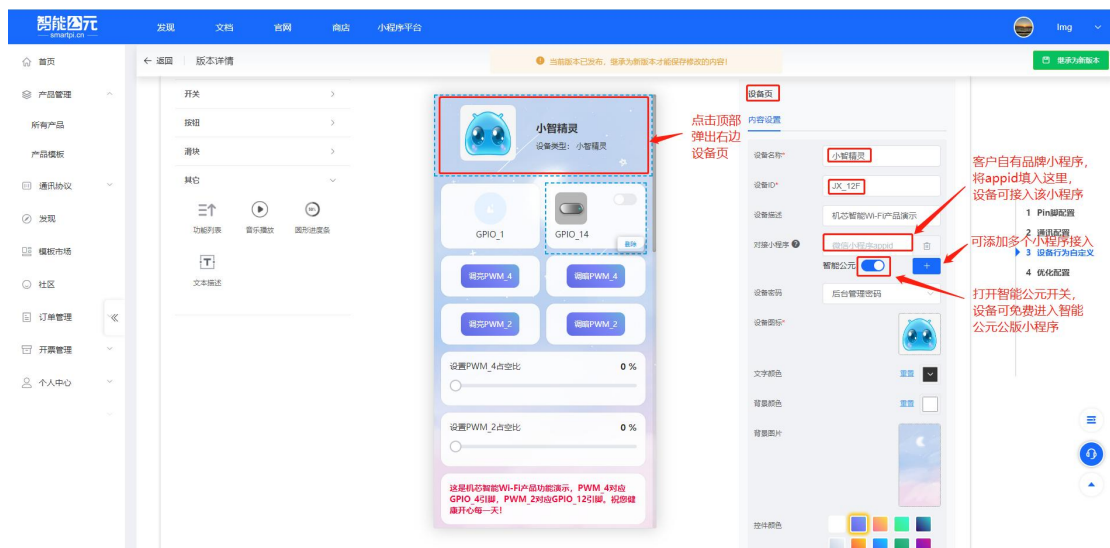 智能公元
smartpi.cn
发现
文档
官网
商店
小程序平台
lmg
首页
返回
版本详情
当前版本已发布，继承为新版本才能保存修改的内容!
继承为新版本
产品管理
所有产品
产品模板
通讯协议
发现
模板市场
社区
订单管理
开票管理
个人中心
开关
按钮
滑块
其它
功能列表
音乐播放
圆形进度条
文本描述
小智精灵
设备类型： 小智精灵
GPIO_1
GPIO_14
删除
调亮PWM_4
调暗PWM_4
调亮PWM_2
调暗PWM_2
设置PWM_4占空比
0 %
设置PWM_2占空比
0 %
这是机芯智能Wi-Fi产品功能演示，PWM_4对应
GPIO_4引脚，PWM_2对应GPIO_12引脚。祝您健
康开心每一天！
点击顶部
弹出右边
设备页
设备页
内容设置
设备名称*
小智精灵
设备ID*
JX_12F
设备描述
机芯智能Wi-Fi产品演示
对接小程序
微信小程序appid
智能公元
+
设备密码
后台管理密码
设备图标*
文字颜色
重置
背景颜色
重置
背景图片
控件颜色
客户自有品牌小程序，
将appid填入这里，
设备可接入该小程序
1 Pin脚配置
2 通讯配置
可添加多个小程序接入
3 设备行为自定义
4 优化配置
打开智能公元开关，
设备可免费进入智能
公元公版小程序